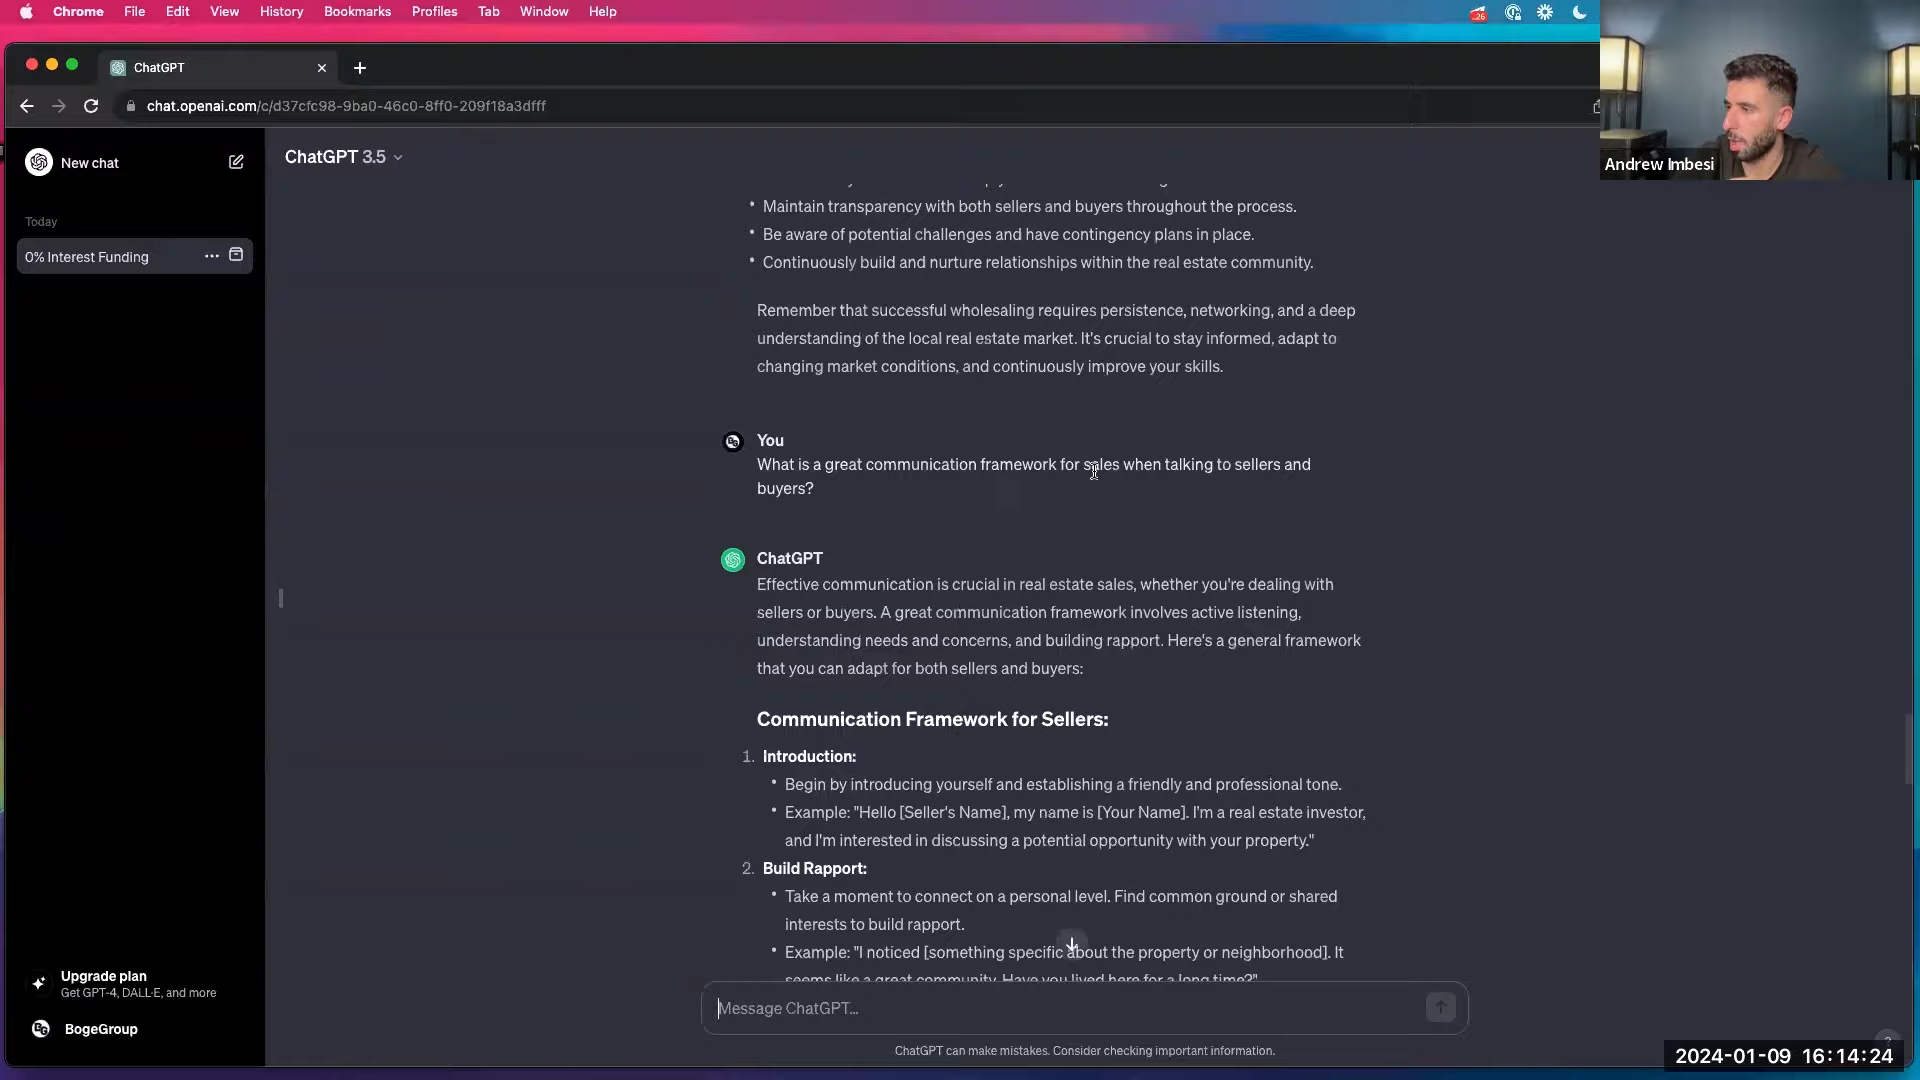 Chrome File Edit View History Bookmarks Profiles Tab Window Help
26
ChatGPT
chat.openai.com/c/d37cfc98-9ba0-46c0-8ff0-209f18a3dfff
Andrew Imbesi
New chat
ChatGPT 3.5
Today
0% Interest Funding
• Maintain transparency with both sellers and buyers throughout the process.
• Be aware of potential challenges and have contingency plans in place.
• Continuously build and nurture relationships within the real estate community.
Remember that successful wholesaling requires persistence, networking, and a deep
understanding of the local real estate market. It's crucial to stay informed, adapt to
changing market conditions, and continuously improve your skills.
You
What is a great communication framework for sales when talking to sellers and
buyers?
ChatGPT
Effective communication is crucial in real estate sales, whether you're dealing with
sellers or buyers. A great communication framework involves active listening,
understanding needs and concerns, and building rapport. Here's a general framework
that you can adapt for both sellers and buyers:
Communication Framework for Sellers:
1. Introduction:
• Begin by introducing yourself and establishing a friendly and professional tone.
• Example: "Hello [Seller's Name], my name is [Your Name]. I'm a real estate investor,
and I'm interested in discussing a potential opportunity with your property."
2. Build Rapport:
• Take a moment to connect on a personal level. Find common ground or shared
interests to build rapport.
• Example: "I noticed [something specific about the property or neighborhood]. It
seems like a great community. Have you lived here for a long time?"
Upgrade plan
Get GPT-4, DALL·E, and more
BogeGroup
Message ChatGPT…
ChatGPT can make mistakes. Consider checking important information.
?
2024-01-09 16:14:24